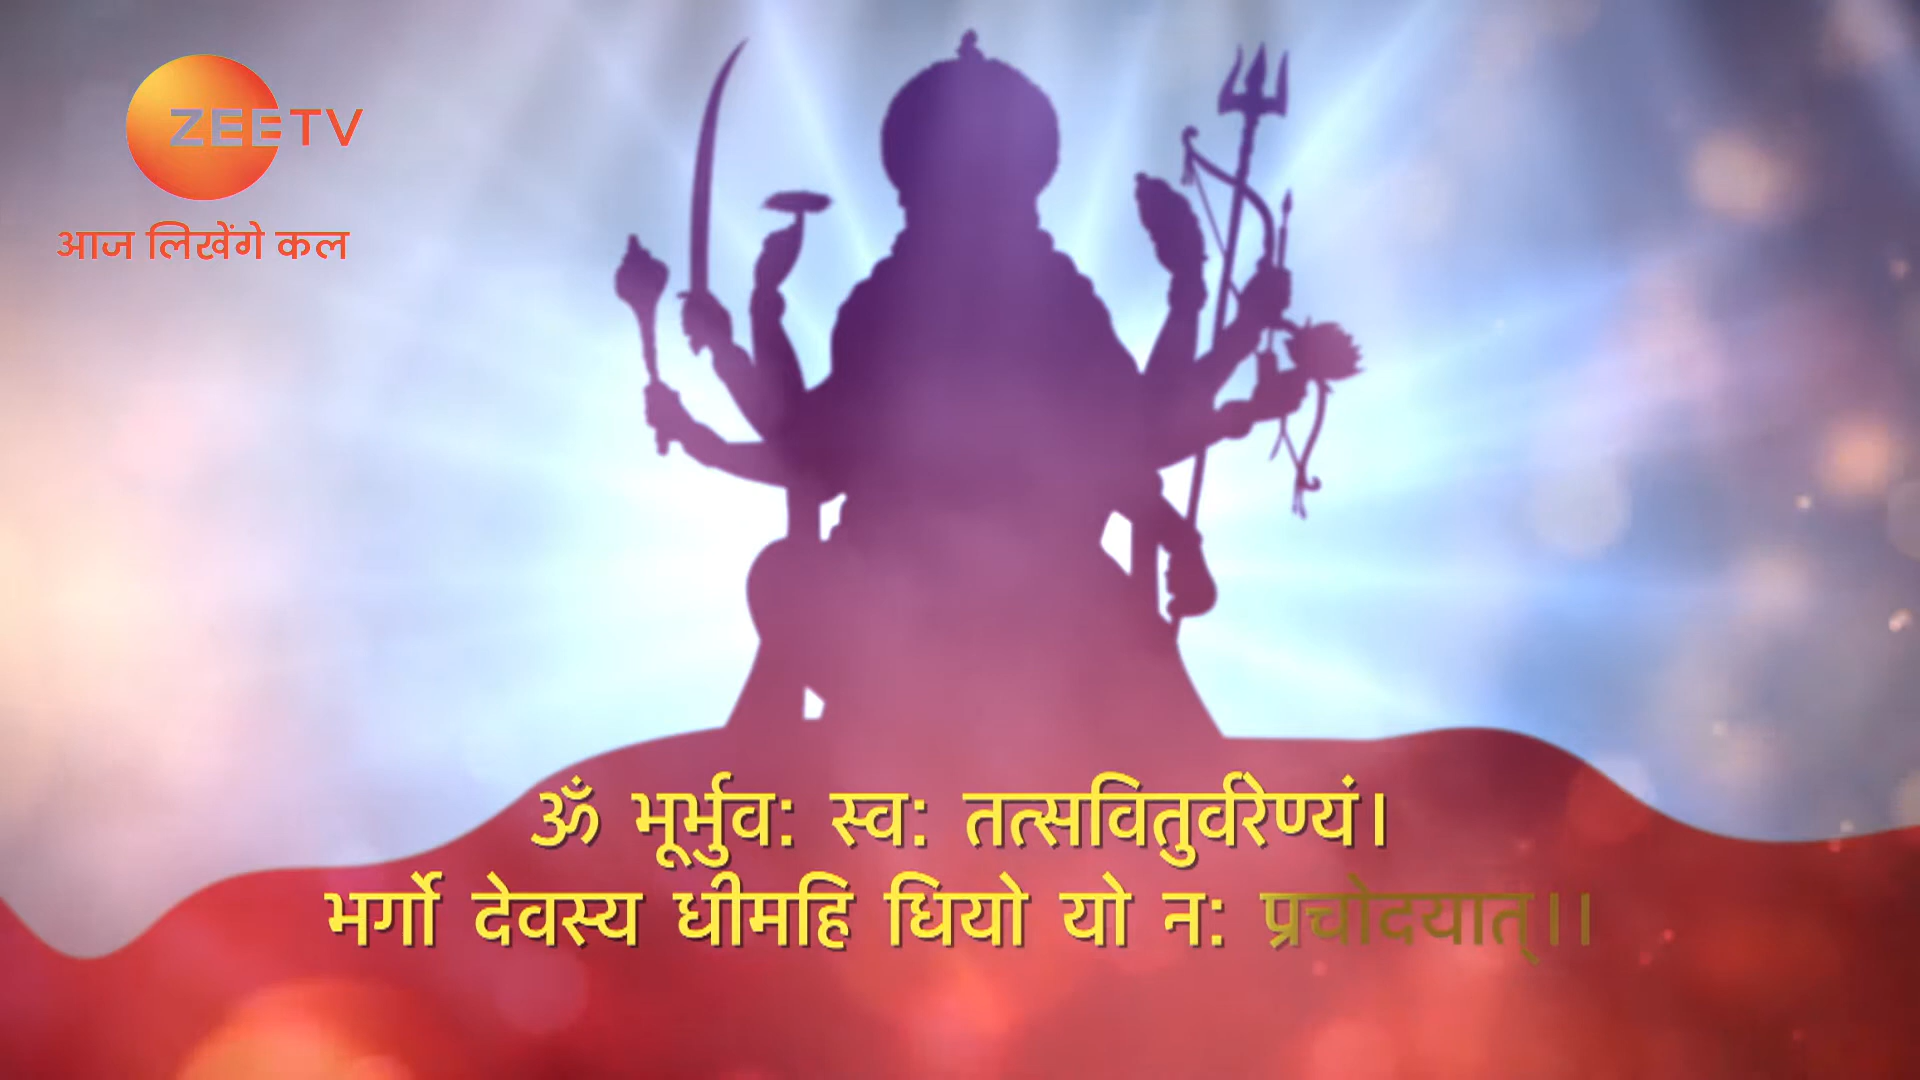 ZEE TV
आज लिखेंगे कल
ॐ भूर्भुव: स्व: तत्सवितुर्वरेण्यं।
भर्गो देवस्य धीमहि धियो यो न: प्रचोदयात्।।